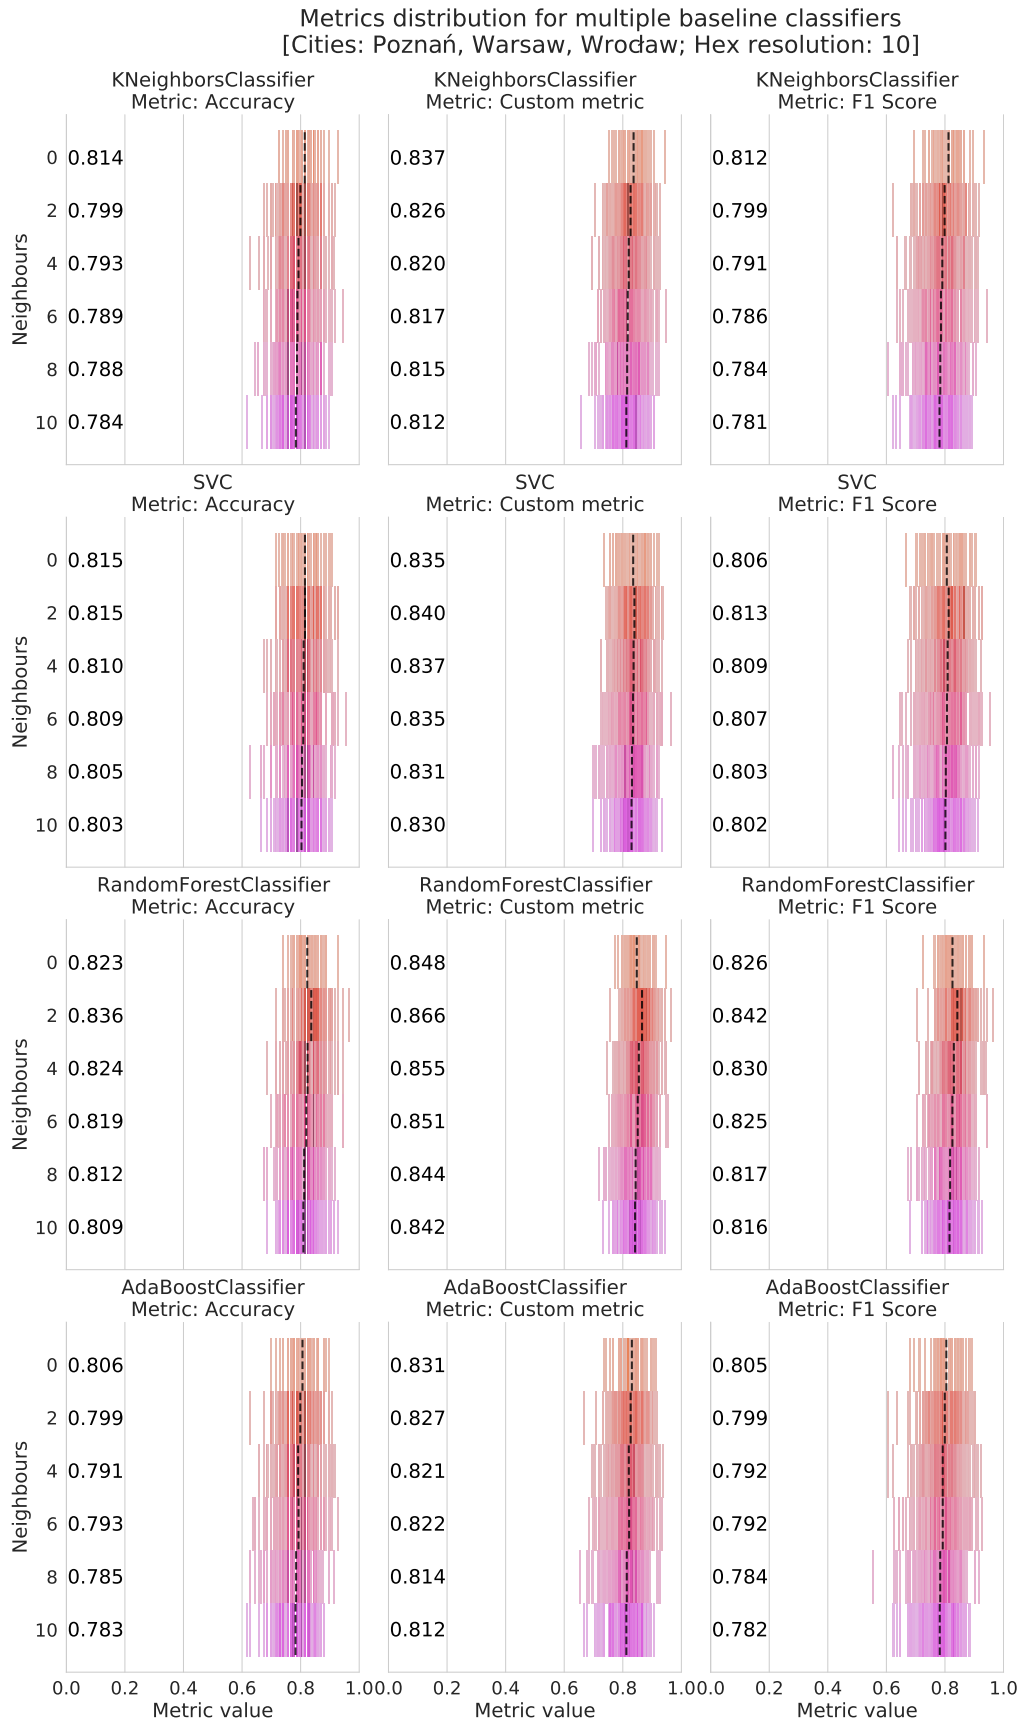 Metrics distribution for multiple baseline classifiers
[Cities: Poznań, Warsaw, Wrocław; Hex resolution: 10]
KNeighborsClassifier
Metric: Accuracy
KNeighborsClassifier
Metric: Custom metric
KNeighborsClassifier
Metric: F1 Score
Neighbours
0 0.814 0.837 0.812
2 0.799 0.826 0.799
4 0.793 0.820 0.791
6 0.789 0.817 0.786
8 0.788 0.815 0.784
10 0.784 0.812 0.781
SVC
Metric: Accuracy
SVC
Metric: Custom metric
SVC
Metric: F1 Score
Neighbours
0 0.815 0.835 0.806
2 0.815 0.840 0.813
4 0.810 0.837 0.809
6 0.809 0.835 0.807
8 0.805 0.831 0.803
10 0.803 0.830 0.802
RandomForestClassifier
Metric: Accuracy
RandomForestClassifier
Metric: Custom metric
RandomForestClassifier
Metric: F1 Score
Neighbours
0 0.823 0.848 0.826
2 0.836 0.866 0.842
4 0.824 0.855 0.830
6 0.819 0.851 0.825
8 0.812 0.844 0.817
10 0.809 0.842 0.816
AdaBoostClassifier
Metric: Accuracy
AdaBoostClassifier
Metric: Custom metric
AdaBoostClassifier
Metric: F1 Score
Neighbours
0 0.806 0.831 0.805
2 0.799 0.827 0.799
4 0.791 0.821 0.792
6 0.793 0.822 0.792
8 0.785 0.814 0.784
10 0.783 0.812 0.782
0.0 0.2 0.4 0.6 0.8 1.0 0.0 0.2 0.4 0.6 0.8 1.0 0.0 0.2 0.4 0.6 0.8 1.0
Metric value Metric value Metric value